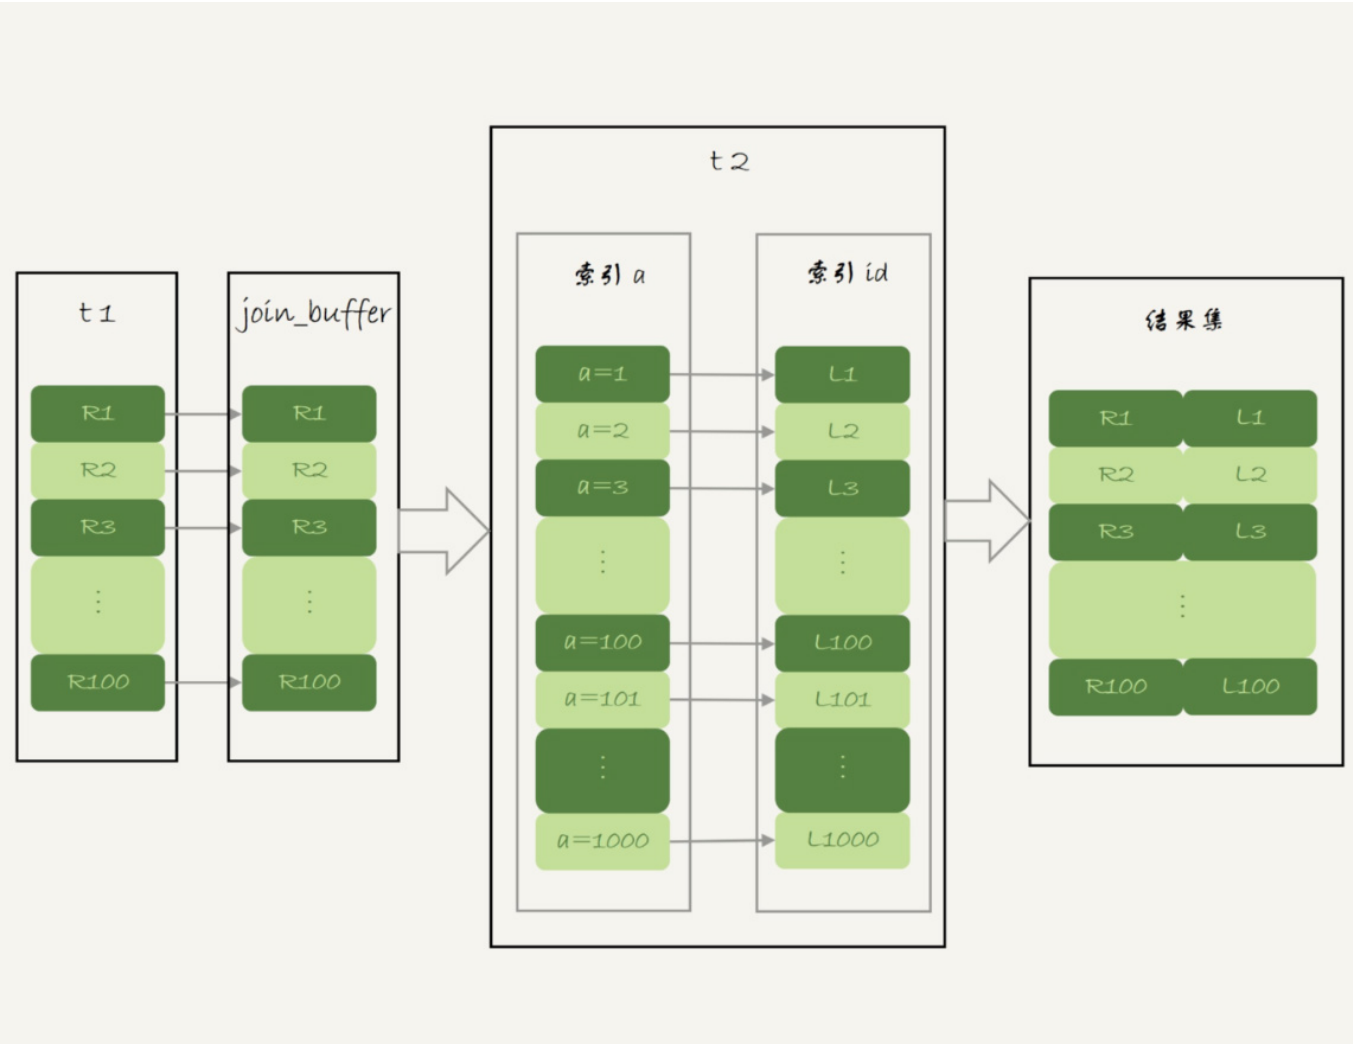 t1
R1
R2
R3
⋮
R100
join_buffer
R1
R2
R3
⋮
R100
t2
索引 a
a=1
a=2
a=3
⋮
a=100
a=101
⋮
a=1000
索引 id
L1
L2
L3
⋮
L100
L101
⋮
L1000
结果集
R1 L1
R2 L2
R3 L3
⋮
R100 L100